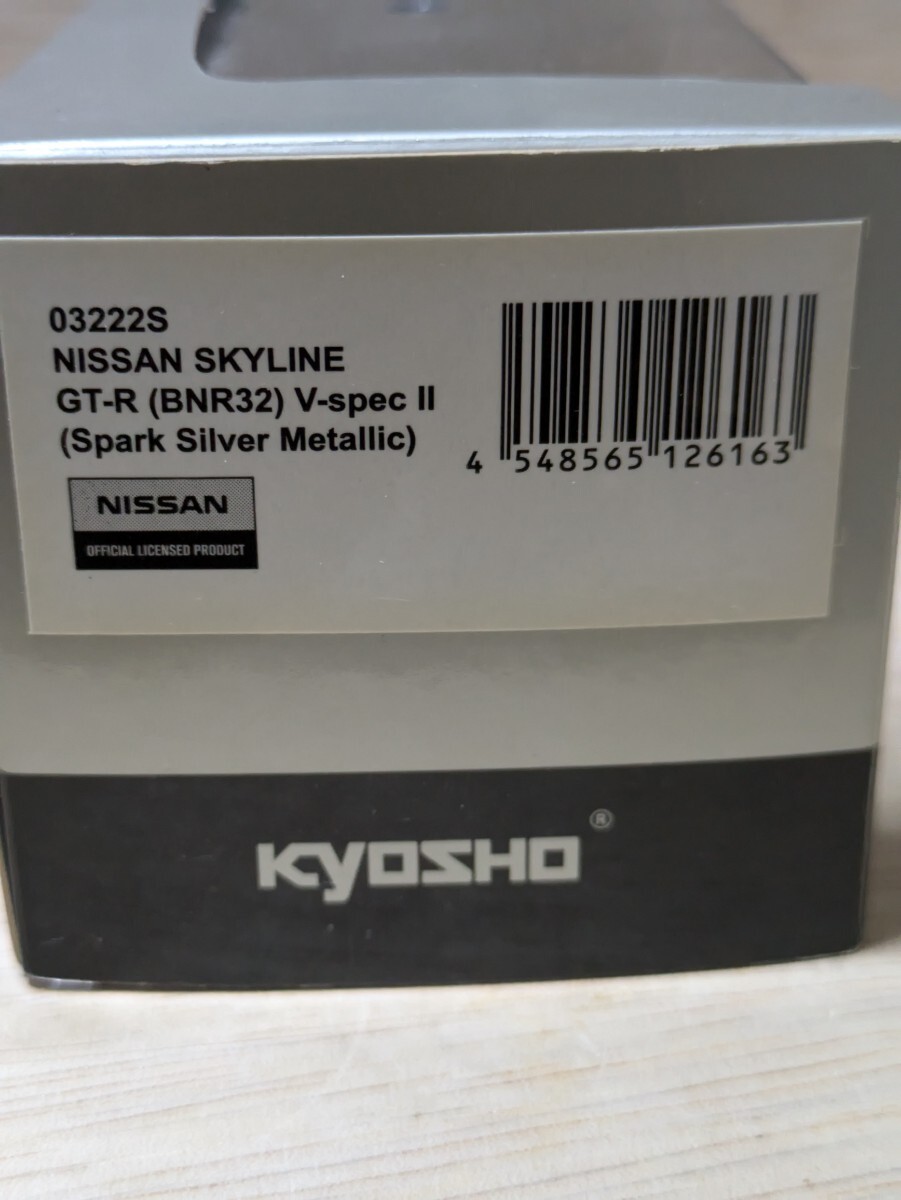 03222S
NISSAN SKYLINE
GT-R (BNR32) V-spec II
(Spark Silver Metallic)
4 548565 126163
NISSAN
OFFICIAL LICENSED PRODUCT
KYOSHO ®